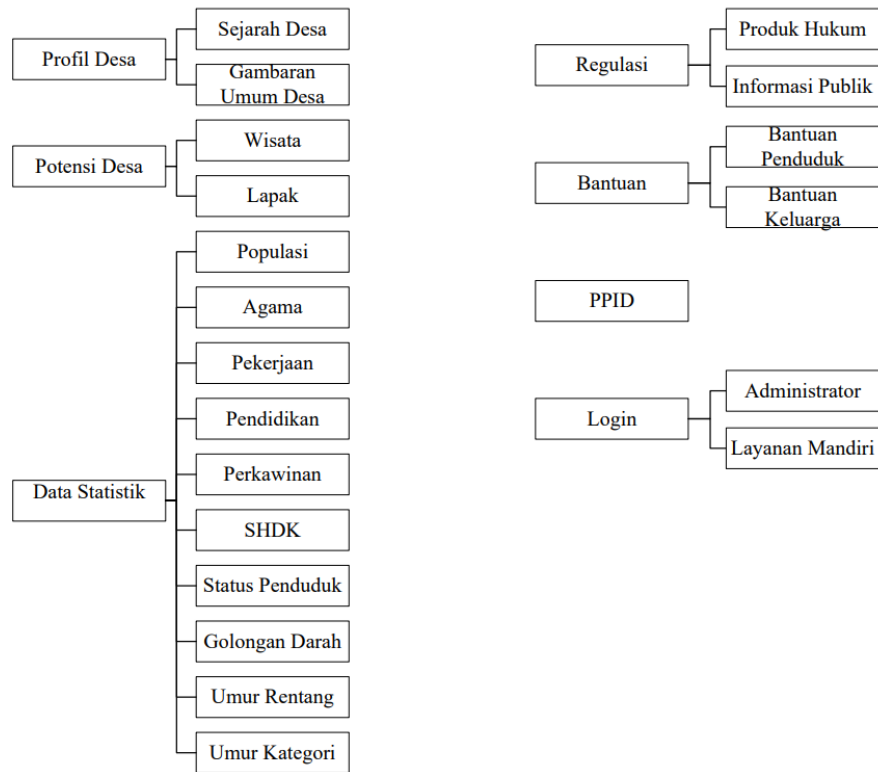 Profil Desa
Sejarah Desa
Gambaran
Umum Desa
Potensi Desa
Wisata
Lapak
Data Statistik
Populasi
Agama
Pekerjaan
Pendidikan
Perkawinan
SHDK
Status Penduduk
Golongan Darah
Umur Rentang
Umur Kategori
Regulasi
Produk Hukum
Informasi Publik
Bantuan
Bantuan
Penduduk
Bantuan
Keluarga
PPID
Login
Administrator
Layanan Mandiri